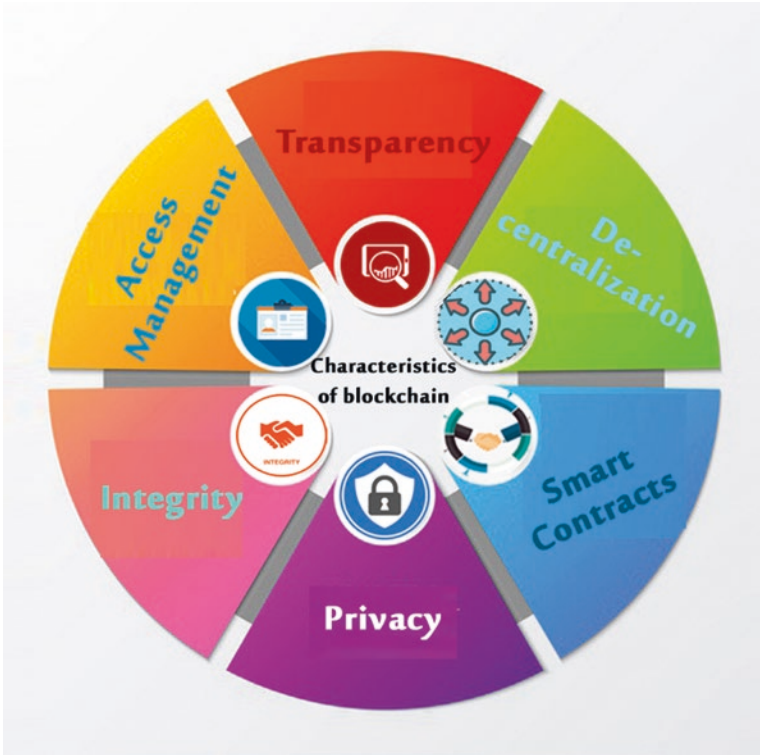 Transparency
De-
centralization
Smart
Contracts
Privacy
Integrity
INTEGRITY
Access
Management
Characteristics
of blockchain